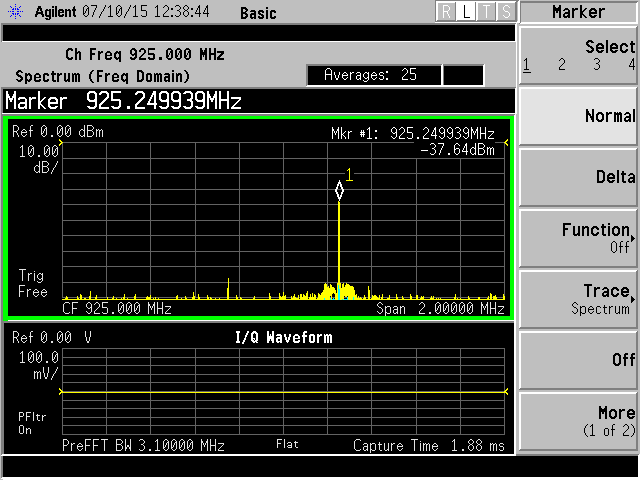 Agilent 07/10/15 12:38:44 Basic R L T S Marker
Ch Freq 925.000 MHz
Spectrum (Freq Domain)
Averages: 25
Marker 925.249939MHz
Ref 0.00 dBm
Mkr #1: 925.249939MHz
-37.64dBm
10.00
dB/
1
Trig
Free
CF 925.000 MHz
Span 2.00000 MHz
Ref 0.00 V
I/Q Waveform
100.0
mV/
PFltr
On
PreFFT BW 3.10000 MHz
Flat
Capture Time 1.88 ms
Select
1 2 3 4
Normal
Delta
Function
Off
Trace
Spectrum
Off
More
(1 of 2)